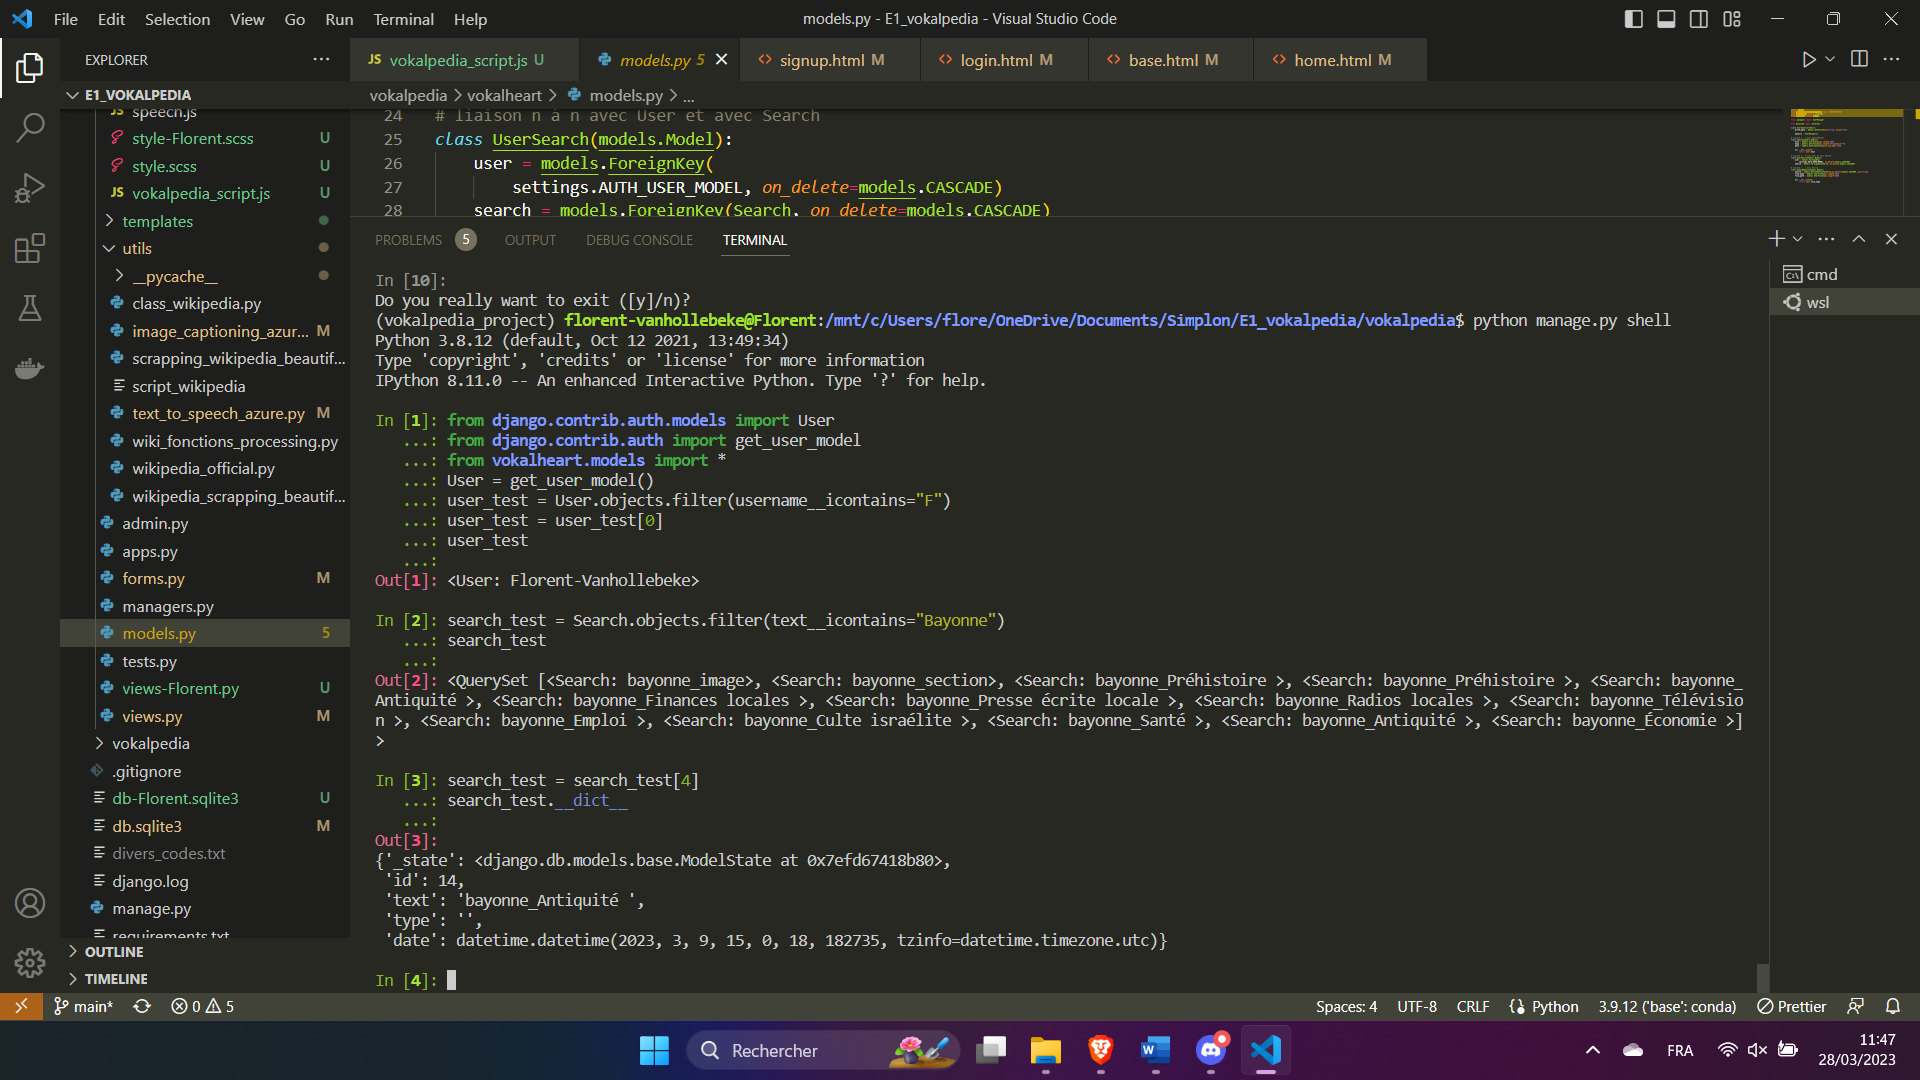 File Edit Selection View Go Run Terminal Help
models.py - E1_vokalpedia - Visual Studio Code
EXPLORER
E1_VOKALPEDIA
speech.js
style-Florent.scss U
style.scss U
vokalpedia_script.js U
templates
utils
__pycache__
class_wikipedia.py
image_captioning_azur... M
scrapping_wikipedia_beautif...
script_wikipedia
text_to_speech_azure.py M
wiki_fonctions_processing.py
wikipedia_official.py
wikipedia_scrapping_beautif...
admin.py
apps.py
forms.py M
managers.py
models.py 5
tests.py
views-Florent.py U
views.py M
vokalpedia
.gitignore
db-Florent.sqlite3 U
db.sqlite3 M
divers_codes.txt
django.log
manage.py
requirements.txt
OUTLINE
TIMELINE
JS vokalpedia_script.js U
models.py 5
signup.html M
login.html M
base.html M
home.html M
vokalpedia > vokalheart > models.py > ...
24 # liaison n à n avec User et avec Search
25 class UserSearch(models.Model):
26 user = models.ForeignKey(
27 settings.AUTH_USER_MODEL, on_delete=models.CASCADE)
28 search = models.ForeignKey(Search, on_delete=models.CASCADE)
PROBLEMS 5 OUTPUT DEBUG CONSOLE TERMINAL
cmd
wsl
In [10]:
Do you really want to exit ([y]/n)?
(vokalpedia_project) florent-vanhollebeke@Florent:/mnt/c/Users/flore/OneDrive/Documents/Simplon/E1_vokalpedia/vokalpedia$ python manage.py shell
Python 3.8.12 (default, Oct 12 2021, 13:49:34)
Type 'copyright', 'credits' or 'license' for more information
IPython 8.11.0 -- An enhanced Interactive Python. Type '?' for help.
In [1]: from django.contrib.auth.models import User
...: from django.contrib.auth import get_user_model
...: from vokalheart.models import *
...: User = get_user_model()
...: user_test = User.objects.filter(username__icontains="F")
...: user_test = user_test[0]
...: user_test
...:
Out[1]: <User: Florent-Vanhollebeke>
In [2]: search_test = Search.objects.filter(text__icontains="Bayonne")
...: search_test
...:
Out[2]: <QuerySet [<Search: bayonne_image>, <Search: bayonne_section>, <Search: bayonne_Préhistoire >, <Search: bayonne_Préhistoire >, <Search: bayonne_
Antiquité >, <Search: bayonne_Finances locales >, <Search: bayonne_Presse écrite locale >, <Search: bayonne_Radios locales >, <Search: bayonne_Télévisio
n >, <Search: bayonne_Emploi >, <Search: bayonne_Culte israélite >, <Search: bayonne_Santé >, <Search: bayonne_Antiquité >, <Search: bayonne_Économie >]
>
In [3]: search_test = search_test[4]
...: search_test.__dict__
...:
Out[3]:
{'_state': <django.db.models.base.ModelState at 0x7efd67418b80>,
'id': 14,
'text': 'bayonne_Antiquité ',
'type': '',
'date': datetime.datetime(2023, 3, 9, 15, 0, 18, 182735, tzinfo=datetime.timezone.utc)}
In [4]:
main* 0 5
Spaces: 4 UTF-8 CRLF Python 3.9.12 ('base': conda) Prettier
Rechercher
FRA
11:47
28/03/2023